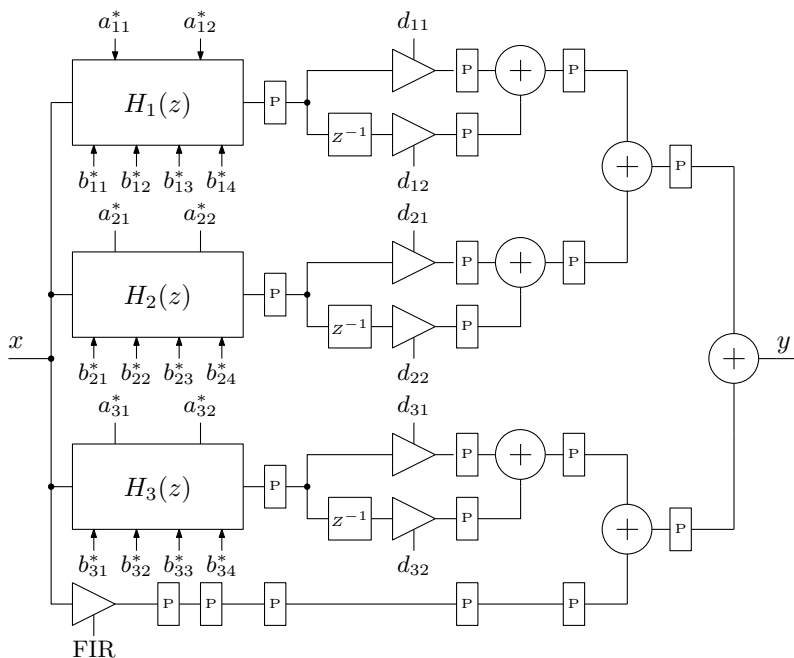 a*11 a*12 d11
H1(z) P P P
z⁻¹ P
b*11 b*12 b*13 b*14 d12
P
a*21 a*22 d21
H2(z) P P P
z⁻¹ P
x y
b*21 b*22 b*23 b*24 d22
a*31 a*32 d31
H3(z) P P P
z⁻¹ P P
b*31 b*32 b*33 b*34 d32
P P P P P
FIR